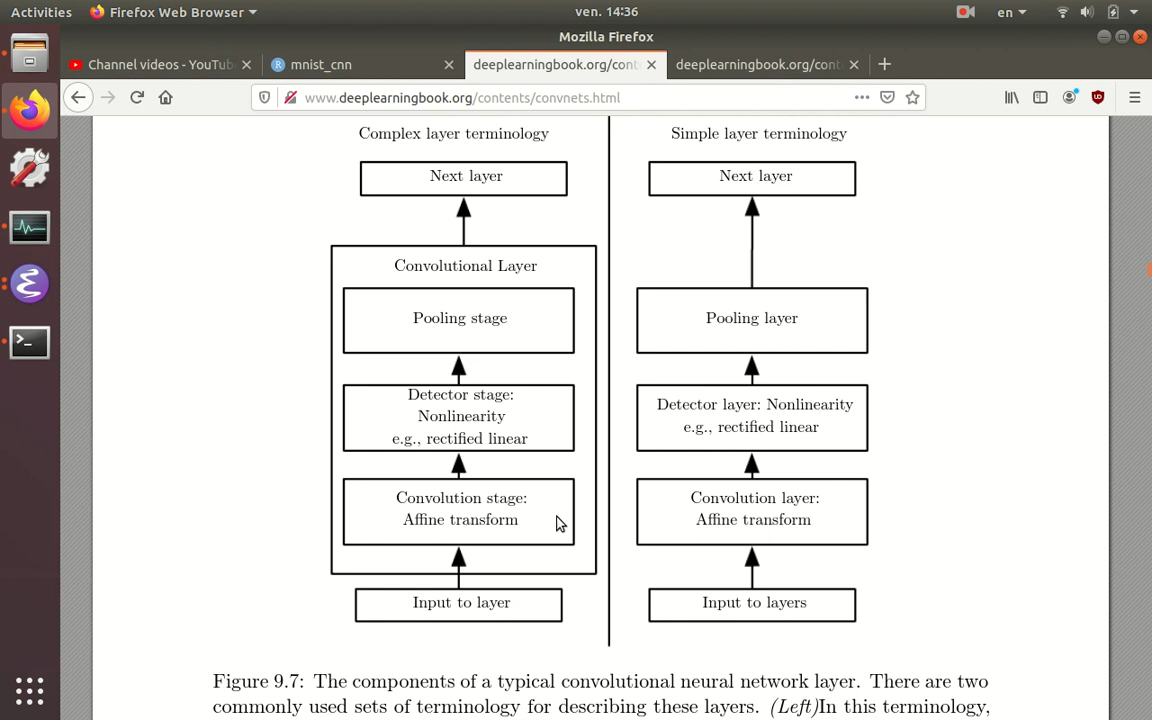 Activities
Firefox Web Browser
ven. 14:36
en
Mozilla Firefox
Channel videos - YouTub
mnist_cnn
deeplearningbook.org/cont
deeplearningbook.org/cont
www.deeplearningbook.org/contents/convnets.html
Complex layer terminology
Next layer
Convolutional Layer
Pooling stage
Detector stage:
Nonlinearity
e.g., rectified linear
Convolution stage:
Affine transform
Input to layer
Simple layer terminology
Next layer
Pooling layer
Detector layer: Nonlinearity
e.g., rectified linear
Convolution layer:
Affine transform
Input to layers
Figure 9.7: The components of a typical convolutional neural network layer. There are two
commonly used sets of terminology for describing these layers. (Left)In this terminology,